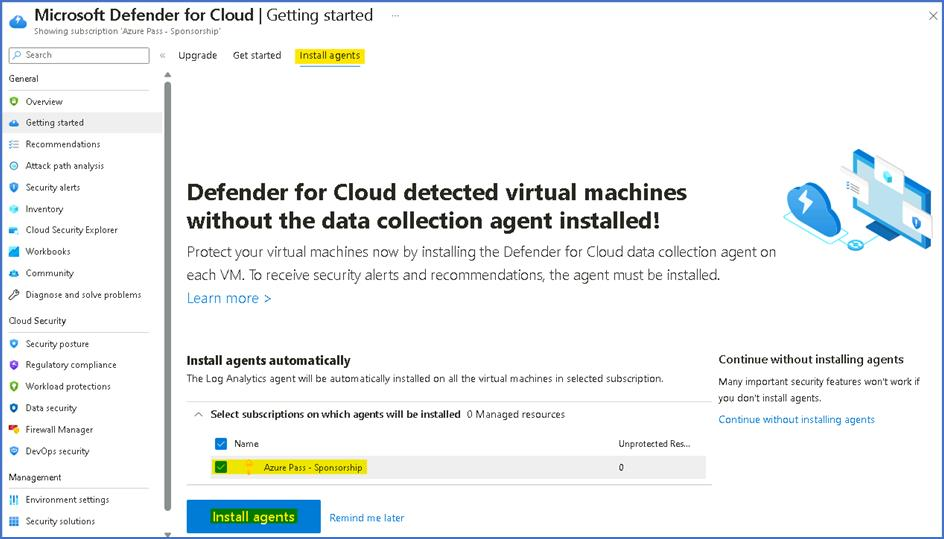 Microsoft Defender for Cloud | Getting started ...
Showing subscription 'Azure Pass - Sponsorship'
Search
«
Upgrade
Get started
Install agents
General
Overview
Getting started
Recommendations
Attack path analysis
Security alerts
Inventory
Cloud Security Explorer
Workbooks
Community
Diagnose and solve problems
Cloud Security
Security posture
Regulatory compliance
Workload protections
Data security
Firewall Manager
DevOps security
Management
Environment settings
Security solutions
Defender for Cloud detected virtual machines
without the data collection agent installed!
Protect your virtual machines now by installing the Defender for Cloud data collection agent on
each VM. To receive security alerts and recommendations, the agent must be installed.
Learn more >
Install agents automatically
The Log Analytics agent will be automatically installed on all the virtual machines in selected subscription.
Select subscriptions on which agents will be installed 0 Managed resources
Name
Unprotected Res...
Azure Pass - Sponsorship
0
Install agents
Remind me later
Continue without installing agents
Many important security features won't work if
you don't install agents.
Continue without installing agents